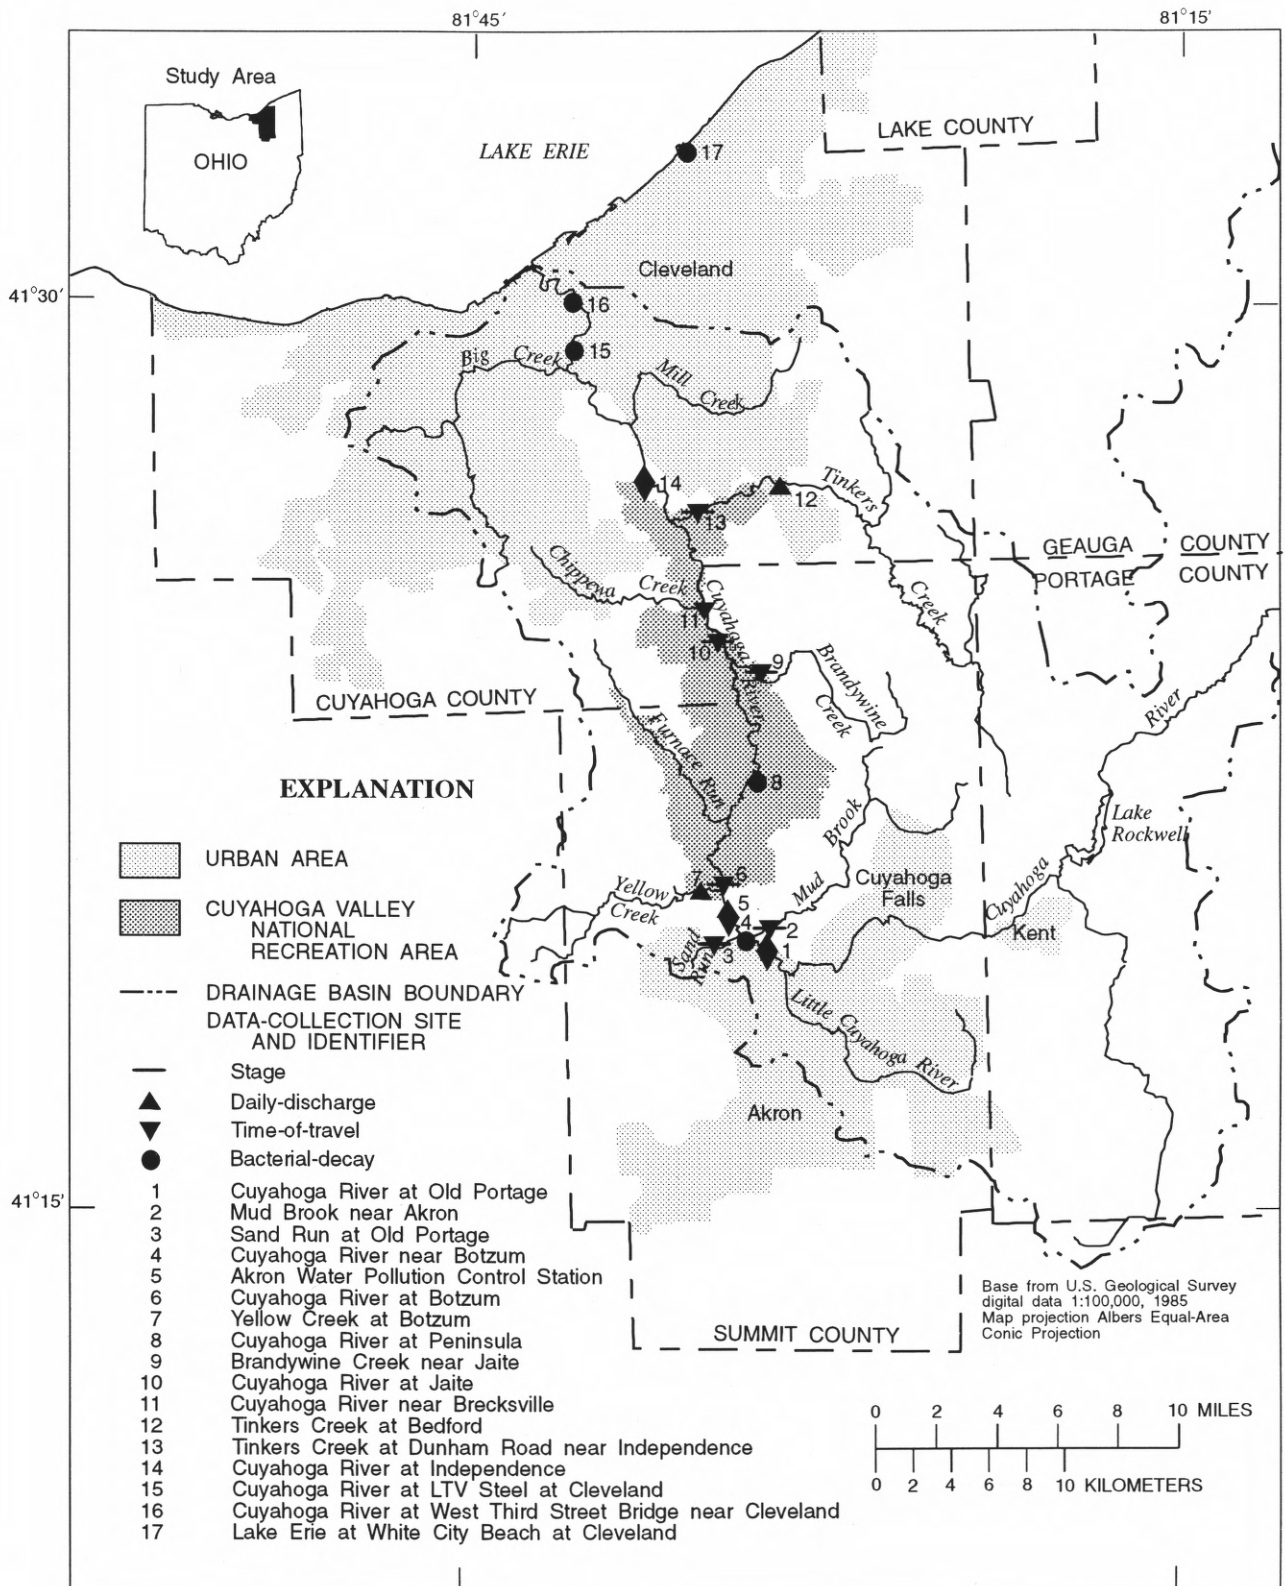 81°45′
81°15'
Study Area
OHIO
LAKE ERIE
17
LAKE COUNTY
Cleveland
41°30′
16
15
Big Creek
Mill Creek
14
13
12
Tinkers
Creek
GEAUGA COUNTY
PORTAGE COUNTY
Chippewa Creek
11
Cuyahoga River
10
9
Brandywine
Creek
CUYAHOGA COUNTY
Furnace Run
River
EXPLANATION
8
Lake
Rockwell
Brook
Mud
URBAN AREA
CUYAHOGA VALLEY
NATIONAL
RECREATION AREA
Yellow
Creek
7
6
5
4
2
3
1
Sand
Run
Cuyahoga
Falls
Cuyahoga
Kent
DRAINAGE BASIN BOUNDARY
DATA-COLLECTION SITE
AND IDENTIFIER
Little Cuyahoga River
Akron
Stage
Daily-discharge
Time-of-travel
Bacterial-decay
41°15'
1 Cuyahoga River at Old Portage
2 Mud Brook near Akron
3 Sand Run at Old Portage
4 Cuyahoga River near Botzum
5 Akron Water Pollution Control Station
6 Cuyahoga River at Botzum
7 Yellow Creek at Botzum
8 Cuyahoga River at Peninsula
9 Brandywine Creek near Jaite
10 Cuyahoga River at Jaite
11 Cuyahoga River near Brecksville
12 Tinkers Creek at Bedford
13 Tinkers Creek at Dunham Road near Independence
14 Cuyahoga River at Independence
15 Cuyahoga River at LTV Steel at Cleveland
16 Cuyahoga River at West Third Street Bridge near Cleveland
17 Lake Erie at White City Beach at Cleveland
SUMMIT COUNTY
Base from U.S. Geological Survey
digital data 1:100,000, 1985
Map projection Albers Equal-Area
Conic Projection
0 2 4 6 8 10 MILES
0 2 4 6 8 10 KILOMETERS